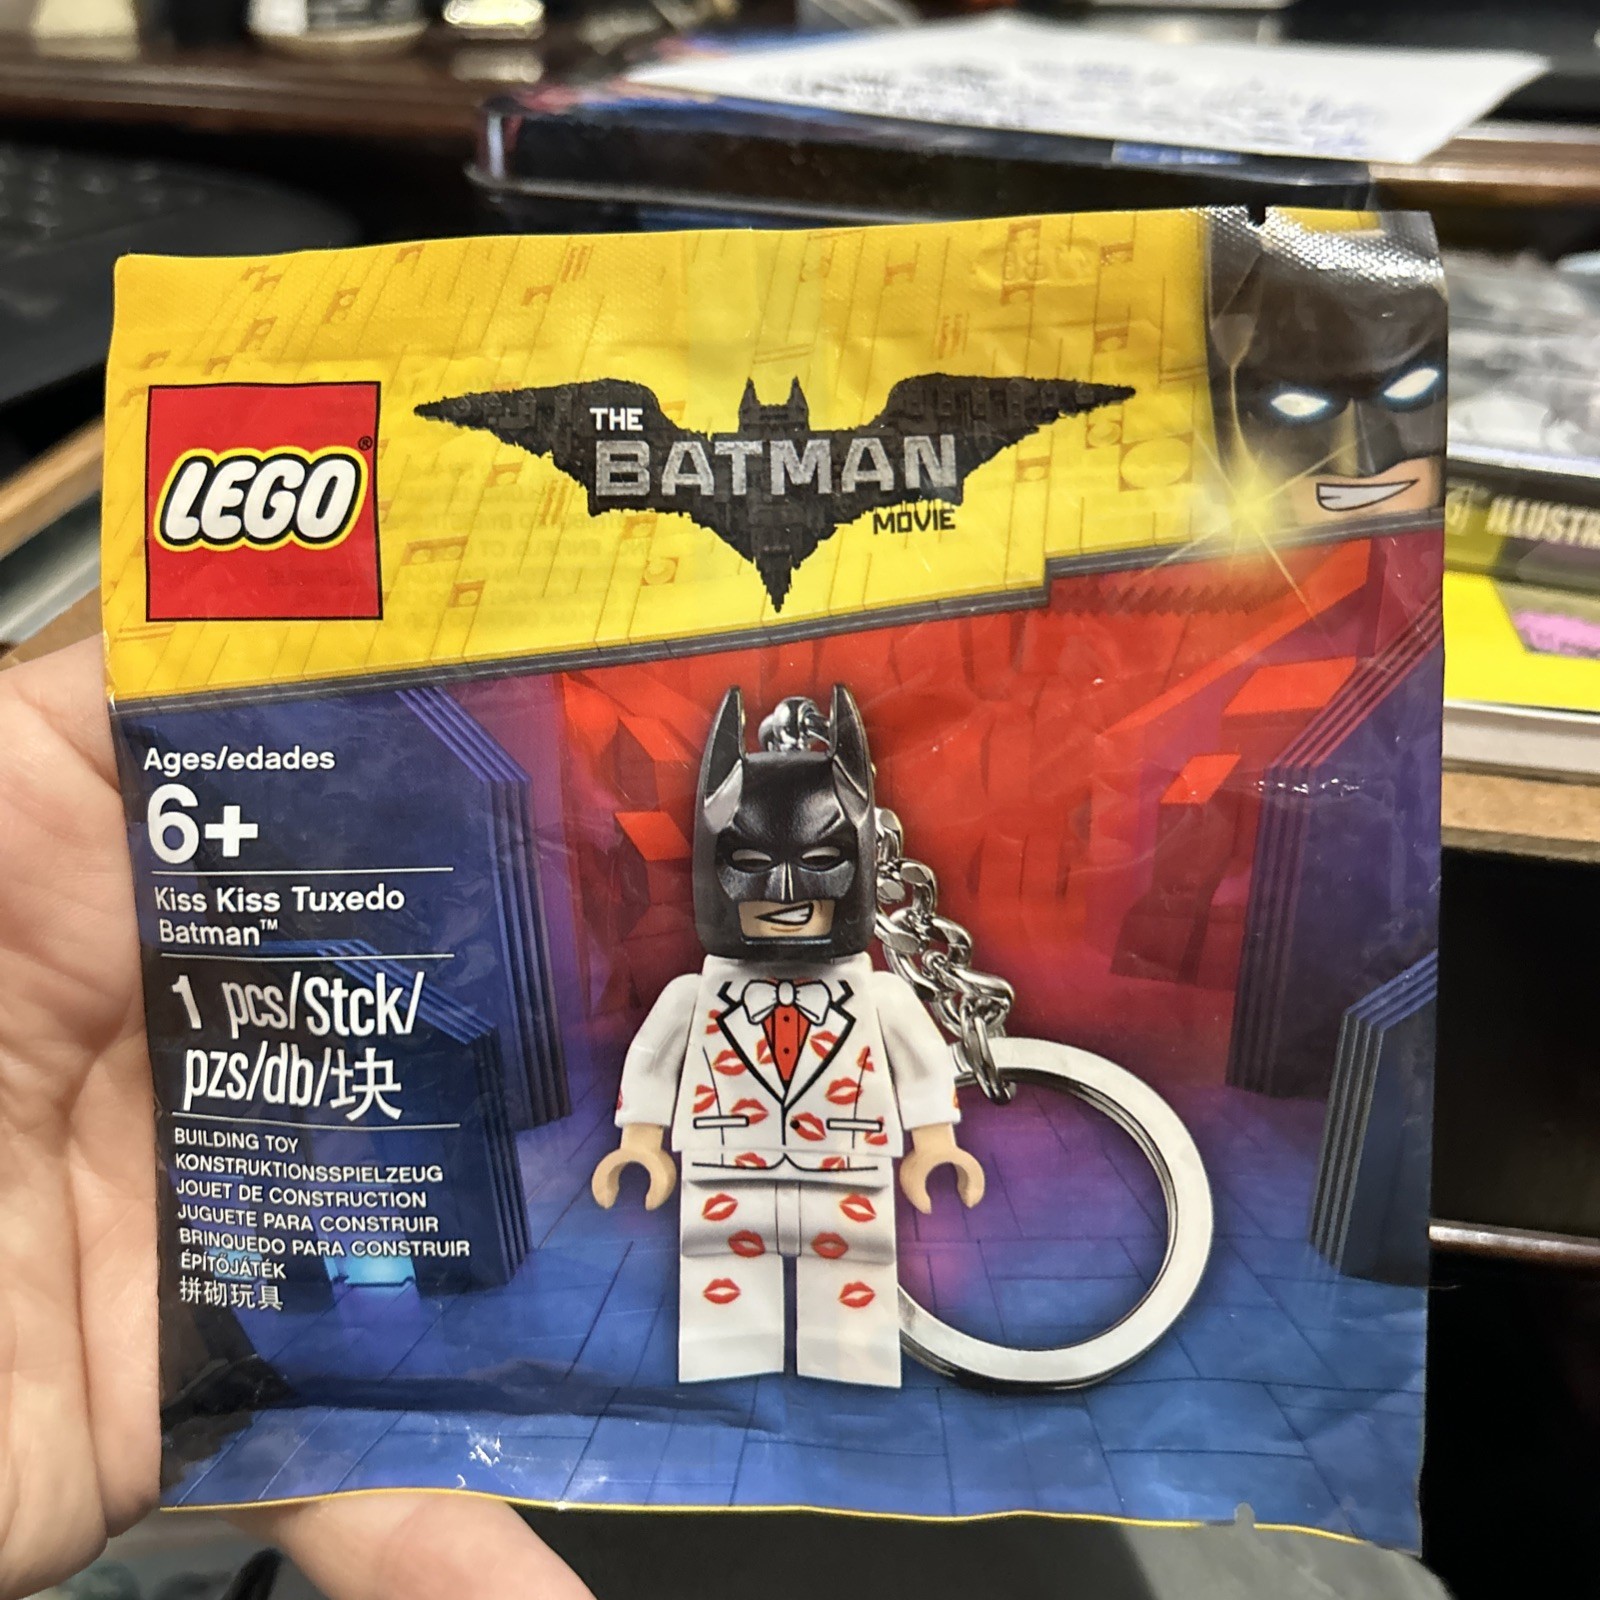 LEGO®
THE
BATMAN
MOVIE
Ages/edades
6+
Kiss Kiss Tuxedo
Batman™
1 pcs/Stck/
pzs/db/块
BUILDING TOY
KONSTRUKTIONSSPIELZEUG
JOUET DE CONSTRUCTION
JUGUETE PARA CONSTRUIR
BRINQUEDO PARA CONSTRUIR
ÉPÍTŐJÁTÉK
拼砌玩具